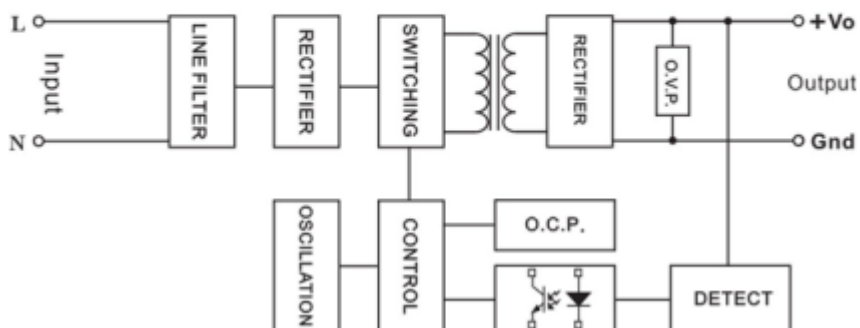 L
Input
N
LINE FILTER
RECTIFIER
SWITCHING
RECTIFIER
O.V.P.
+Vo
Output
Gnd
OSCILLATION
CONTROL
O.C.P.
DETECT